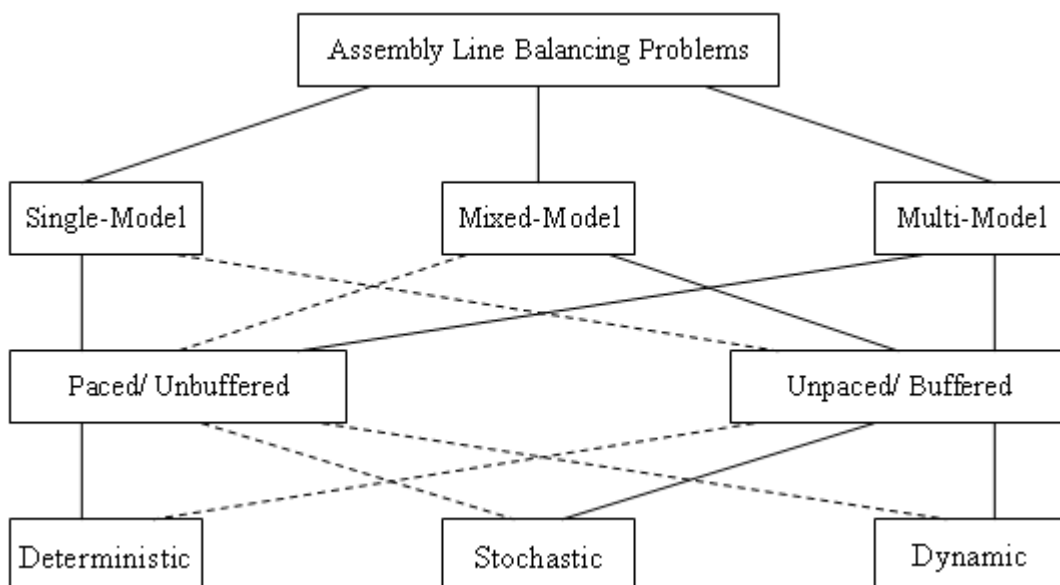 Assembly Line Balancing Problems
Single-Model
Mixed-Model
Multi-Model
Paced/ Unbuffered
Unpaced/ Buffered
Deterministic
Stochastic
Dynamic